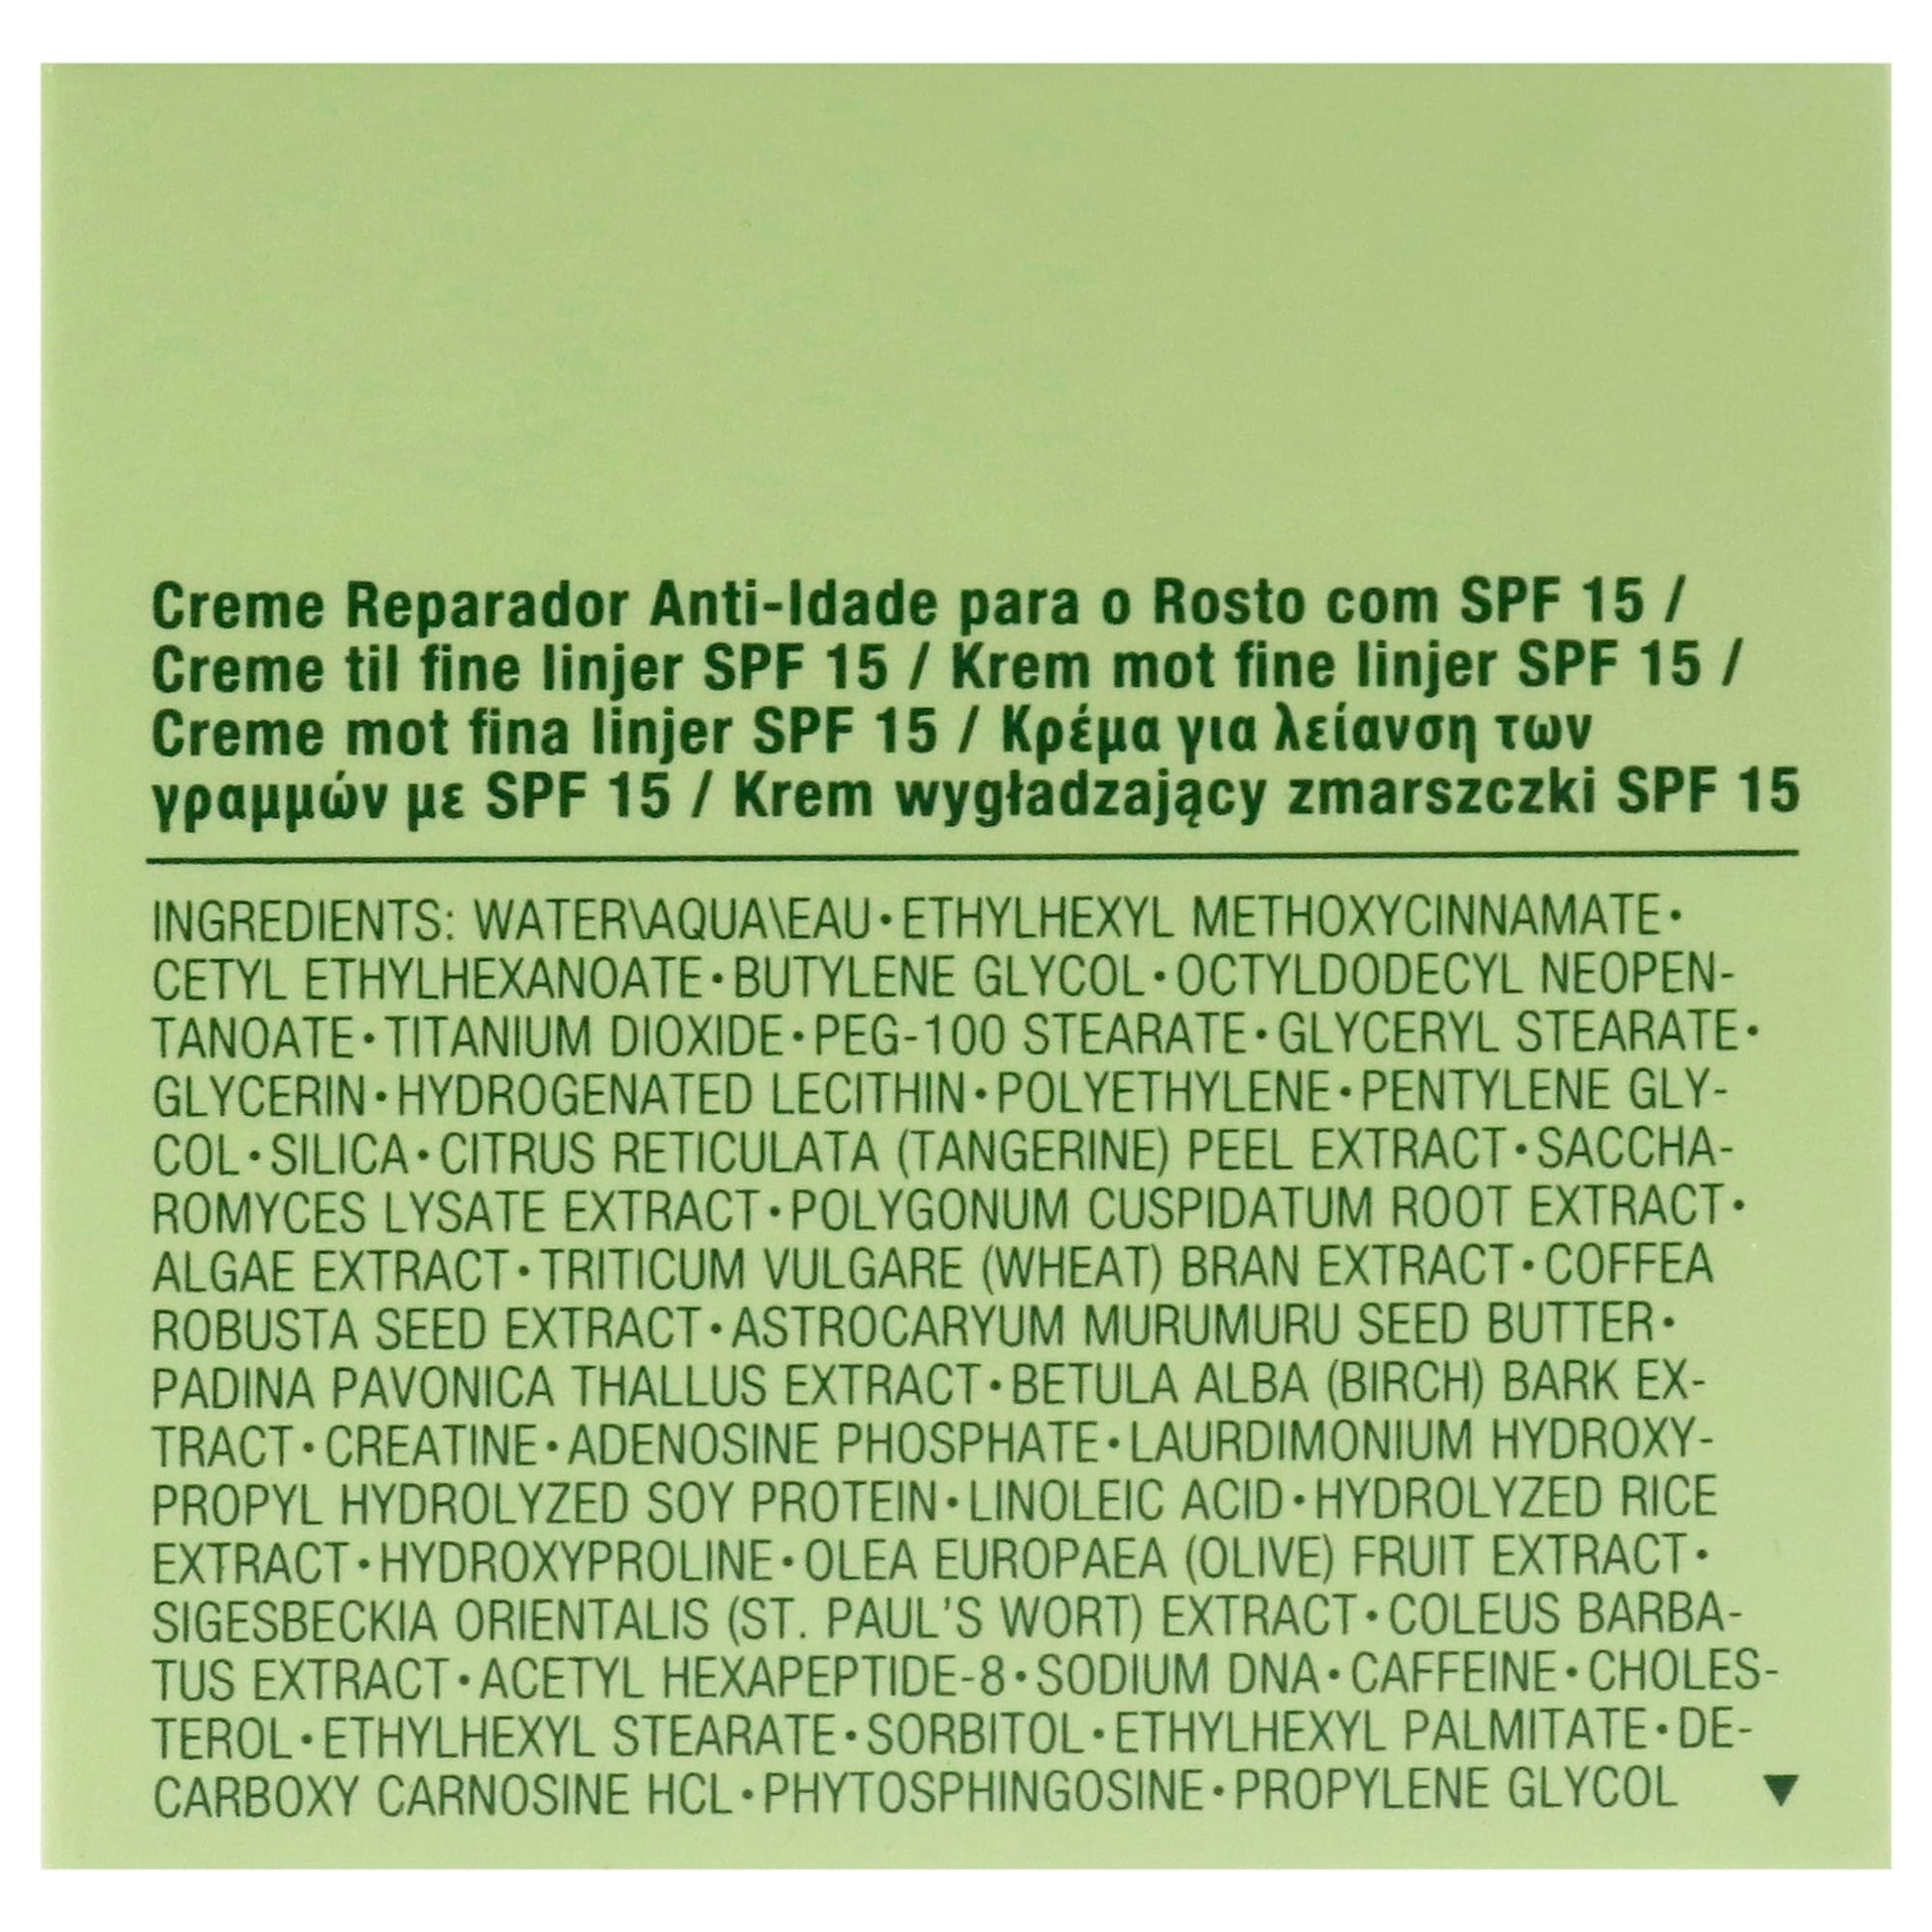 Creme Reparador Anti-Idade para o Rosto com SPF 15 /
Creme til fine linjer SPF 15 / Krem mot fine linjer SPF 15 /
Creme mot fina linjer SPF 15 / Κρέμα για λείανση των
γραμμών με SPF 15 / Krem wygładzający zmarszczki SPF 15
INGREDIENTS: WATER\AQUA\EAU•ETHYLHEXYL METHOXYCINNAMATE•
CETYL ETHYLHEXANOATE•BUTYLENE GLYCOL•OCTYLDODECYL NEOPEN-
TANOATE•TITANIUM DIOXIDE•PEG-100 STEARATE•GLYCERYL STEARATE•
GLYCERIN•HYDROGENATED LECITHIN•POLYETHYLENE•PENTYLENE GLY-
COL•SILICA•CITRUS RETICULATA (TANGERINE) PEEL EXTRACT•SACCHA-
ROMYCES LYSATE EXTRACT•POLYGONUM CUSPIDATUM ROOT EXTRACT•
ALGAE EXTRACT•TRITICUM VULGARE (WHEAT) BRAN EXTRACT•COFFEA
ROBUSTA SEED EXTRACT•ASTROCARYUM MURUMURU SEED BUTTER•
PADINA PAVONICA THALLUS EXTRACT•BETULA ALBA (BIRCH) BARK EX-
TRACT•CREATINE•ADENOSINE PHOSPHATE•LAURDIMONIUM HYDROXY-
PROPYL HYDROLYZED SOY PROTEIN•LINOLEIC ACID•HYDROLYZED RICE
EXTRACT•HYDROXYPROLINE•OLEA EUROPAEA (OLIVE) FRUIT EXTRACT•
SIGESBECKIA ORIENTALIS (ST. PAUL'S WORT) EXTRACT•COLEUS BARBA-
TUS EXTRACT•ACETYL HEXAPEPTIDE-8•SODIUM DNA•CAFFEINE•CHOLES-
TEROL•ETHYLHEXYL STEARATE•SORBITOL•ETHYLHEXYL PALMITATE•DE-
CARBOXY CARNOSINE HCL•PHYTOSPHINGOSINE•PROPYLENE GLYCOL ▼